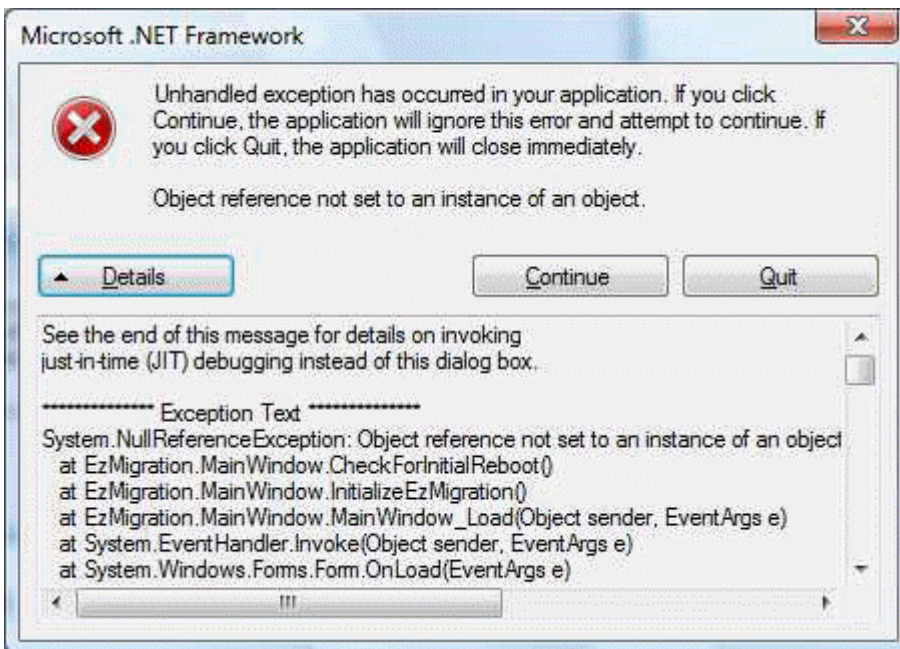 Microsoft .NET Framework
Unhandled exception has occurred in your application. If you click
Continue, the application will ignore this error and attempt to continue. If
you click Quit, the application will close immediately.
Object reference not set to an instance of an object.
Details
Continue
Quit
See the end of this message for details on invoking
just-in-time (JIT) debugging instead of this dialog box.
************** Exception Text **************
System.NullReferenceException: Object reference not set to an instance of an object
at EzMigration.MainWindow.CheckForInitialReboot()
at EzMigration.MainWindow.InitializeEzMigration()
at EzMigration.MainWindow.MainWindow_Load(Object sender, EventArgs e)
at System.EventHandler.Invoke(Object sender, EventArgs e)
at System.Windows.Forms.Form.OnLoad(EventArgs e)